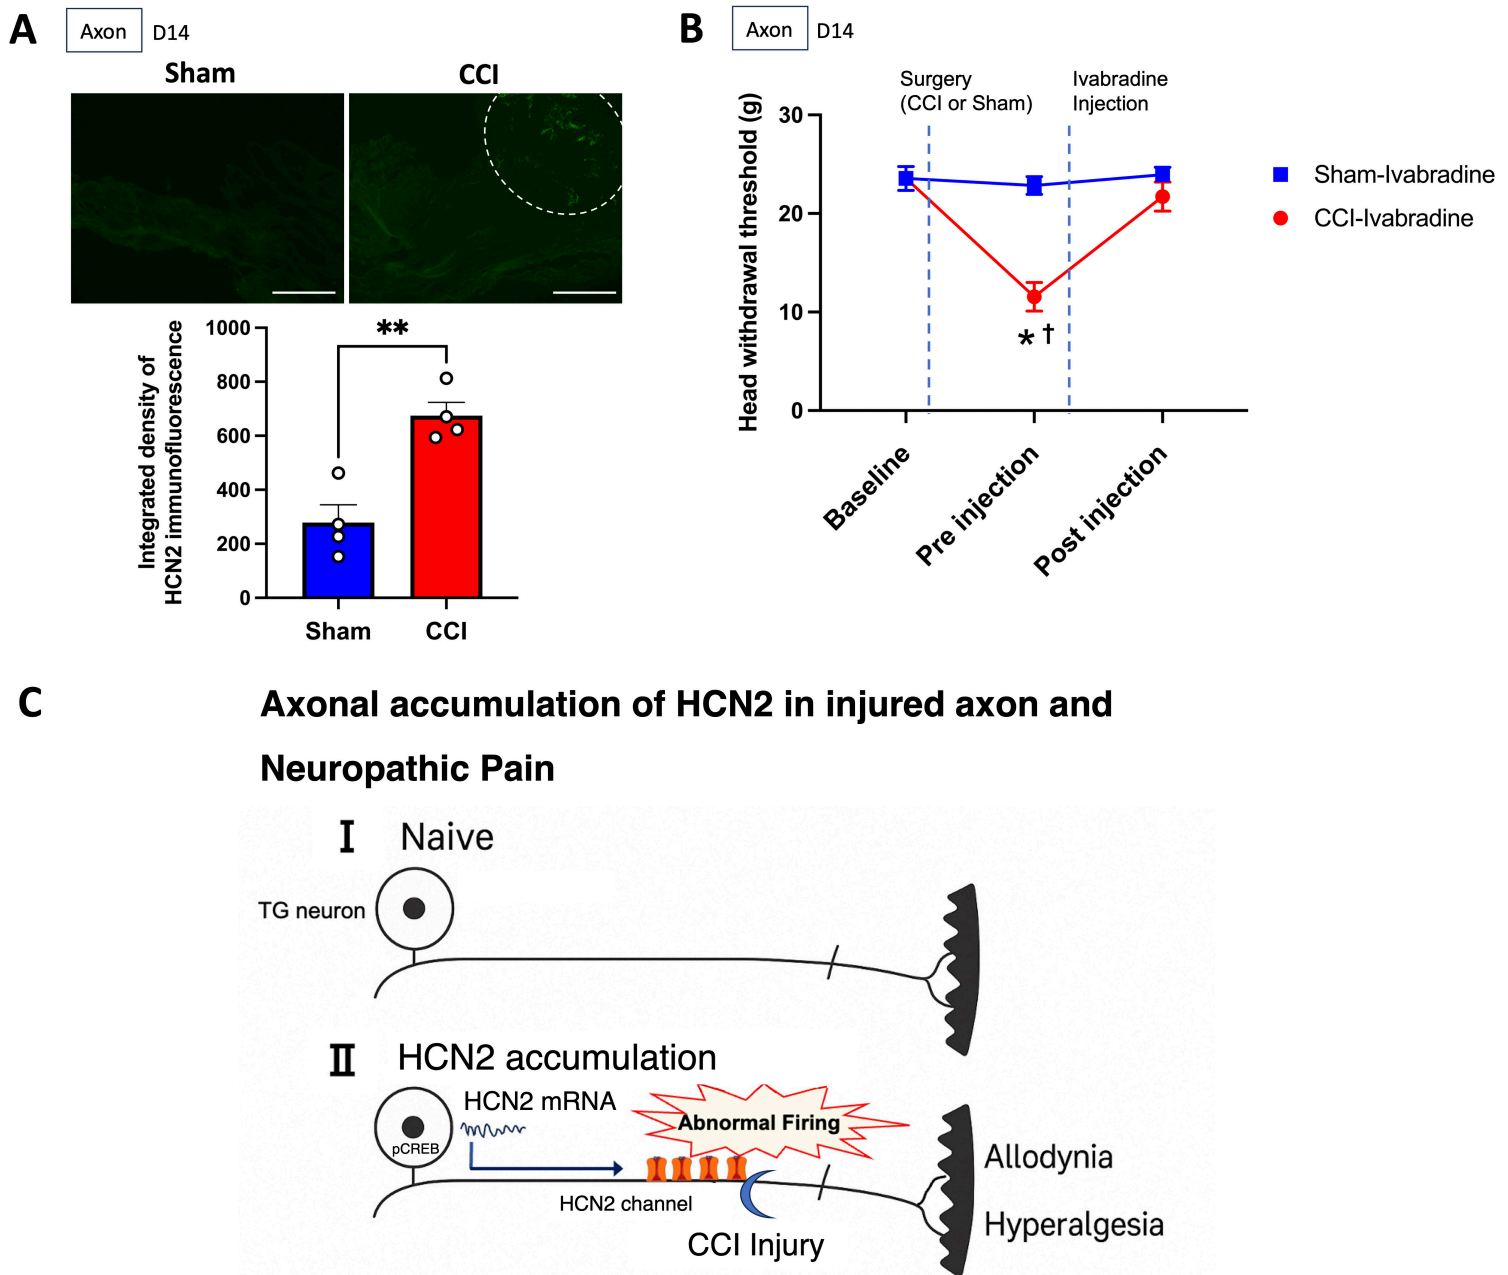 A
Axon
D14
Sham
CCI
Integrated density of
HCN2 immunofluorescence
1000
800
600
400
200
0
**
Sham
CCI
B
Axon
D14
Surgery
(CCI or Sham)
Ivabradine
Injection
Head withdrawal threshold (g)
30
20
10
0
* †
Baseline
Pre injection
Post injection
Sham-Ivabradine
CCI-Ivabradine
C
Axonal accumulation of HCN2 in injured axon and
Neuropathic Pain
I Naive
TG neuron
II HCN2 accumulation
HCN2 mRNA
pCREB
Abnormal Firing
HCN2 channel
CCI Injury
Allodynia
Hyperalgesia